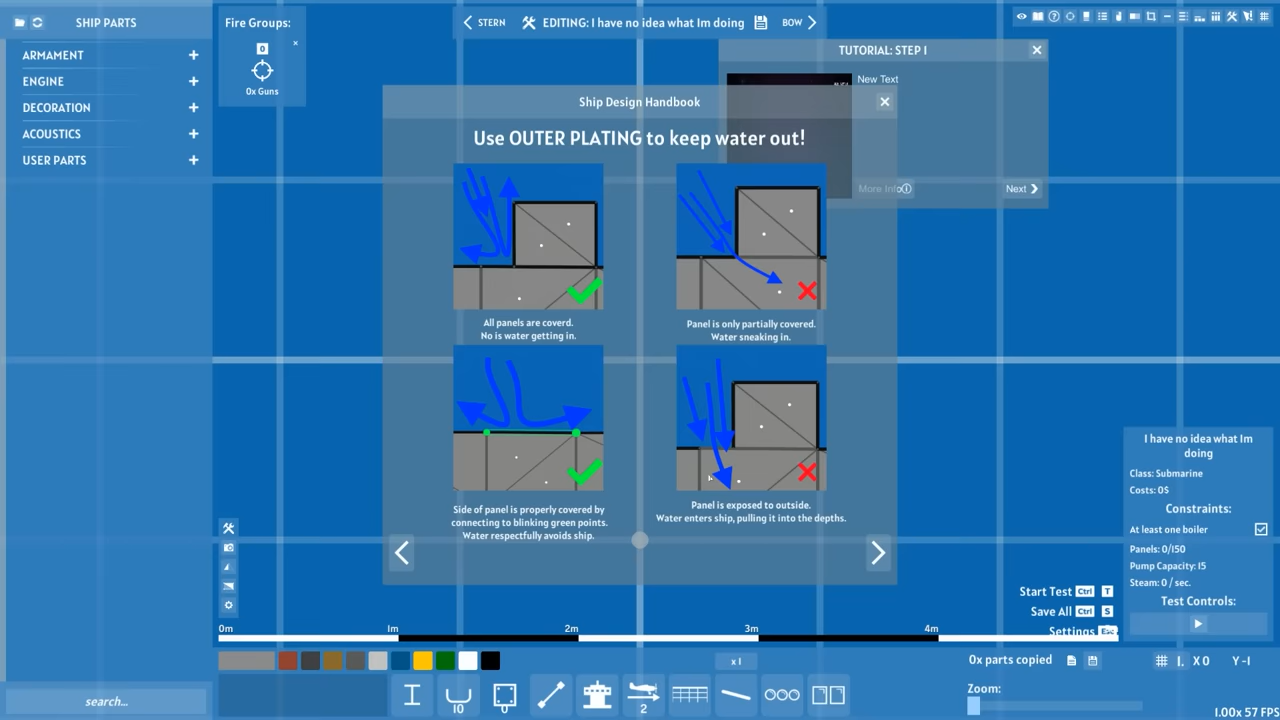 SHIP PARTS
ARMAMENT
ENGINE
DECORATION
ACOUSTICS
USER PARTS
Fire Groups:
0
0x Guns
STERN
EDITING: I have no idea what Im doing
BOW
TUTORIAL: STEP 1
New Text
More Info
Next
Ship Design Handbook
Use OUTER PLATING to keep water out!
All panels are coverd.
No is water getting in.
Panel is only partially covered.
Water sneaking in.
Side of panel is properly covered by
connecting to blinking green points.
Water respectfully avoids ship.
Panel is exposed to outside.
Water enters ship, pulling it into the depths.
I have no idea what Im
doing
Class: Submarine
Costs: 0$
Constraints:
At least one boiler
Panels: 0/150
Pump Capacity: 15
Steam: 0 / sec.
Test Controls:
Start Test Ctrl T
Save All Ctrl S
Settings Esc
0m
1m
2m
3m
4m
x 1
0x parts copied
1.
X 0
Y -1
search...
10
0
2
Zoom:
1.00x 57 FPS